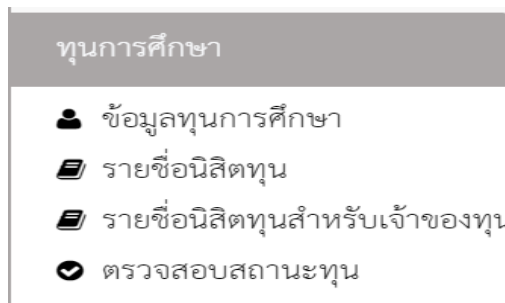 ทุนการศึกษา
ข้อมูลทุนการศึกษา
รายชื่อนิสิตทุน
รายชื่อนิสิตทุนสำหรับเจ้าของทุน
ตรวจสอบสถานะทุน